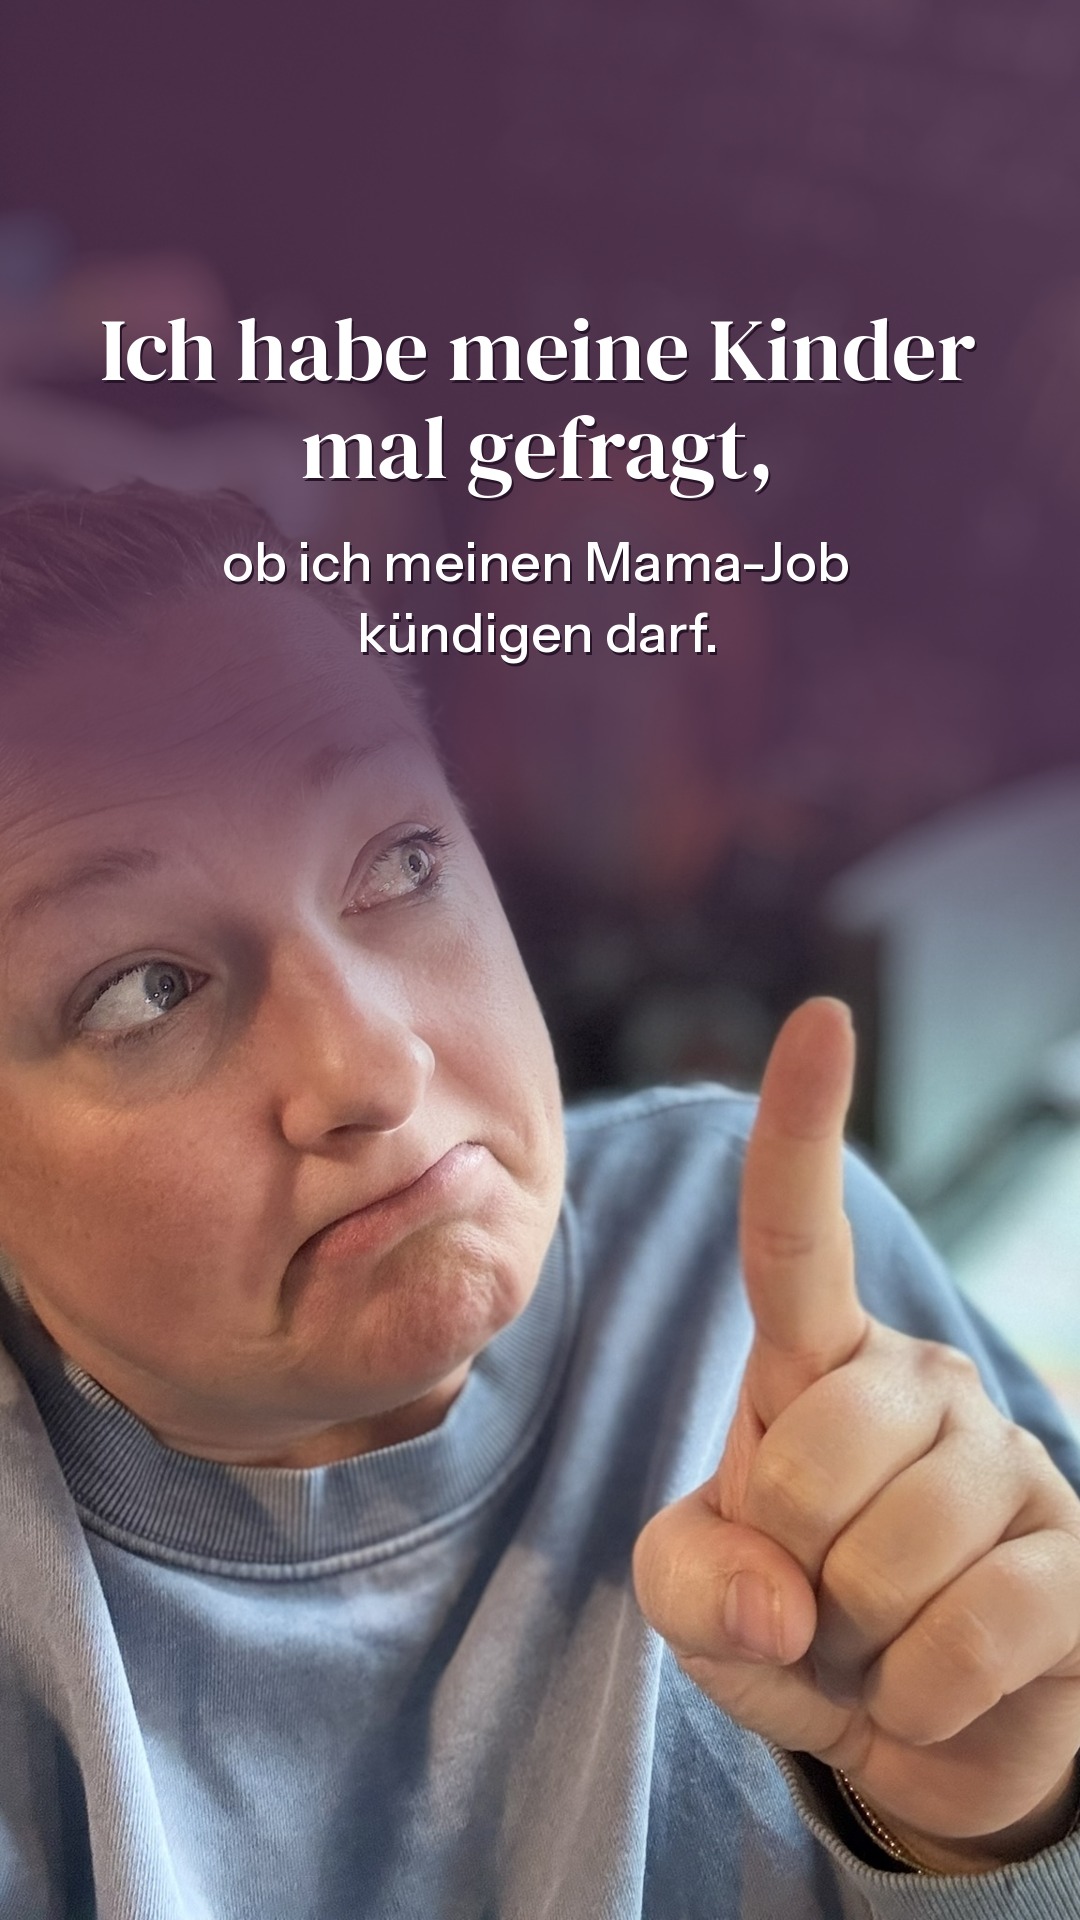 Ich habe meine Kinder
mal gefragt,
ob ich meinen Mama-Job
kündigen darf.